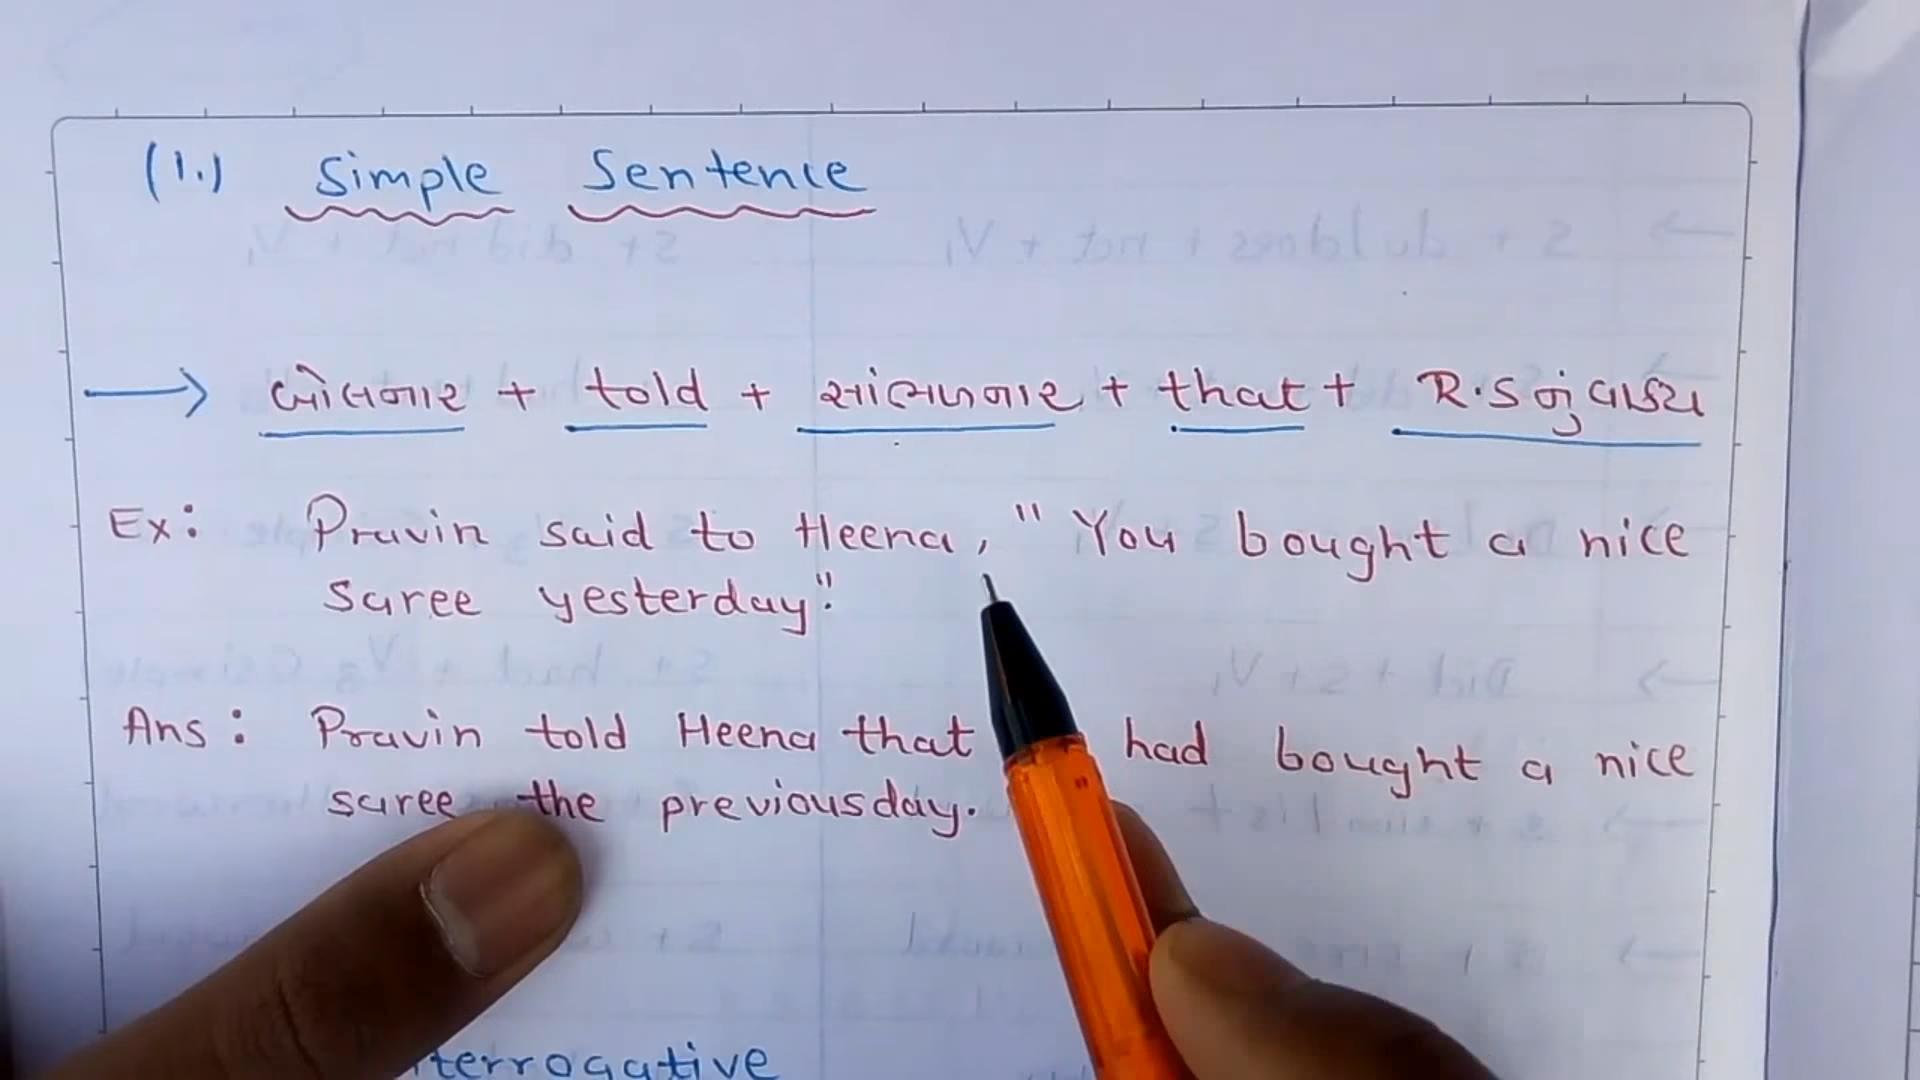 (1.) Simple Sentence
→ બોલનાર + told + સાંભળનાર + that + R.S નું વાક્ય
Ex: Pravin said to Heena, "You bought a nice
saree yesterday."
Ans: Pravin told Heena that had bought a nice
saree the previousday.
terrogative